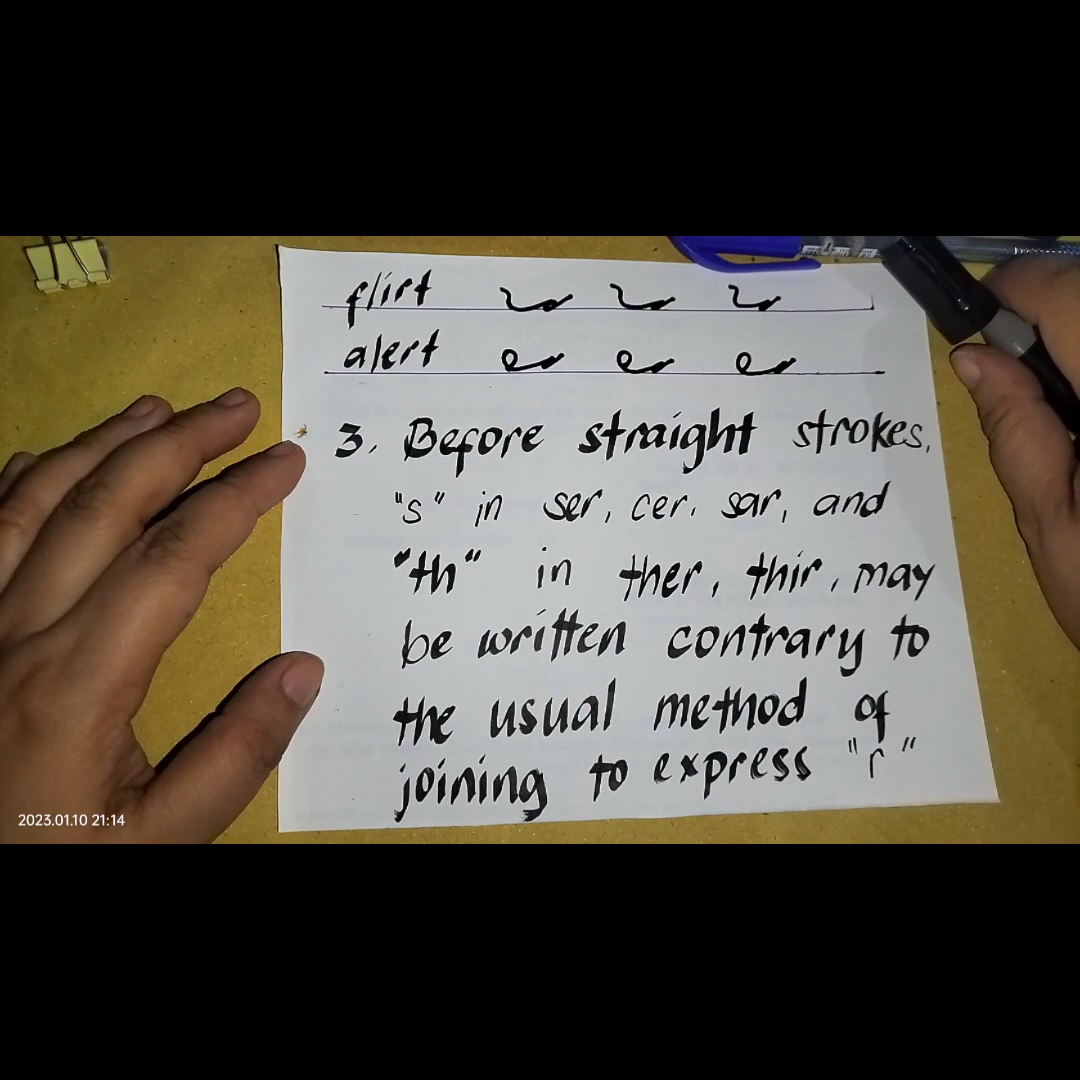 flirt
alert
3. Before straight strokes,
"s" in ser, cer, sar, and
"th" in ther, thir, may
be written contrary to
the usual method of
joining to express "r"
2023.01.10 21:14